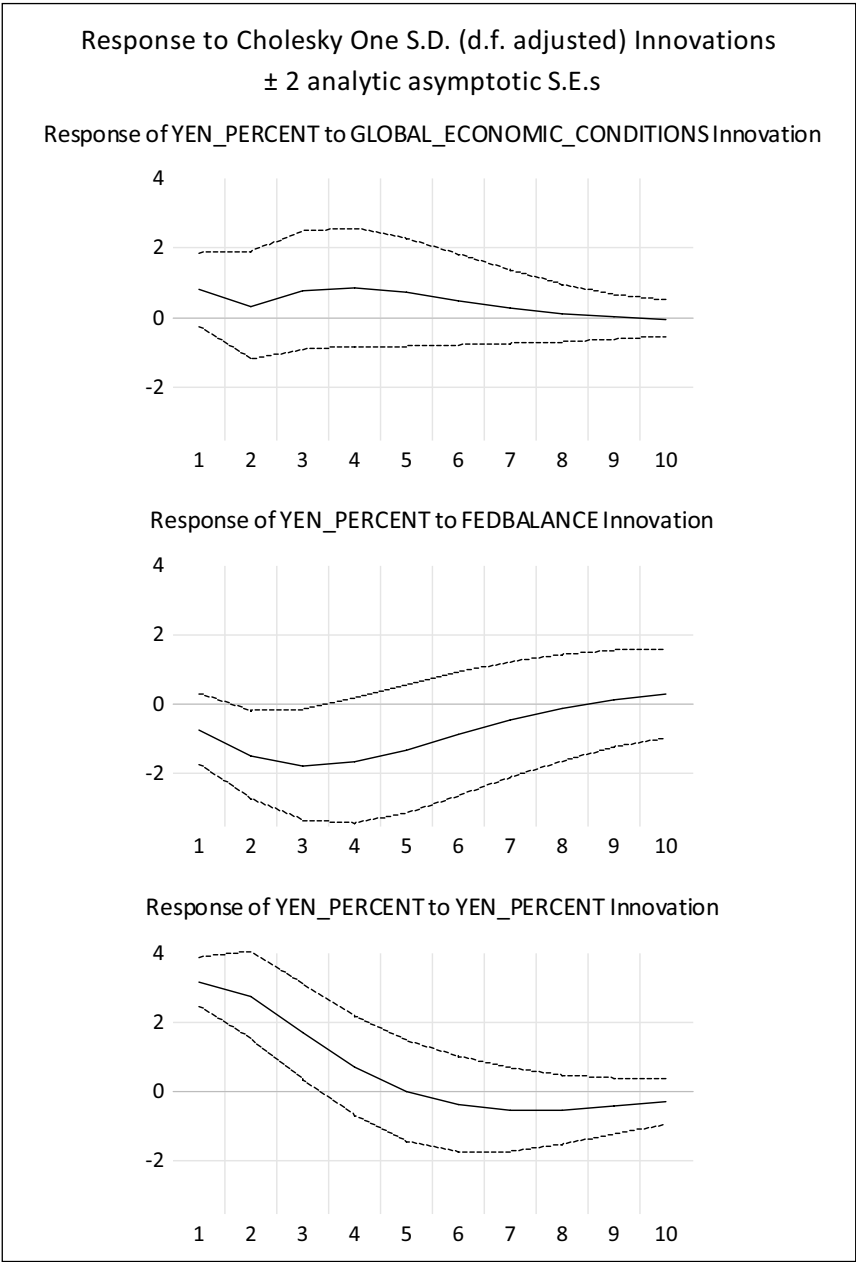 Response to Cholesky One S.D. (d.f. adjusted) Innovations
± 2 analytic asymptotic S.E.s
Response of YEN_PERCENT to GLOBAL_ECONOMIC_CONDITIONS Innovation
4
2
0
-2
1 2 3 4 5 6 7 8 9 10
Response of YEN_PERCENT to FEDBALANCE Innovation
4
2
0
-2
1 2 3 4 5 6 7 8 9 10
Response of YEN_PERCENT to YEN_PERCENT Innovation
4
2
0
-2
1 2 3 4 5 6 7 8 9 10